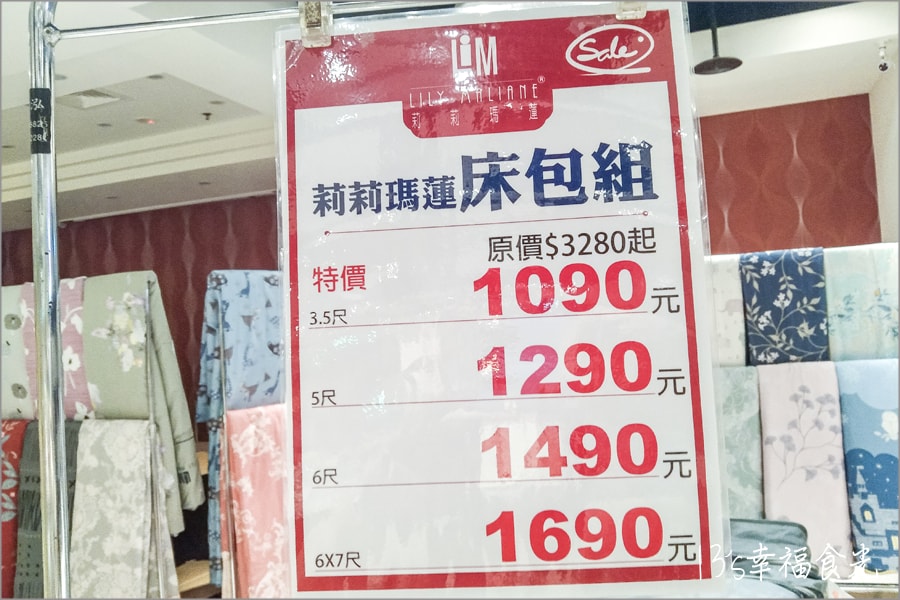 LiM
Sale
LILY MALIANE®
莉莉瑪蓮
莉莉瑪蓮床包組
原價$3280起
特價
3.5尺 1090元
5尺 1290元
6尺 1490元
6X7尺 1690元
3's幸福食光